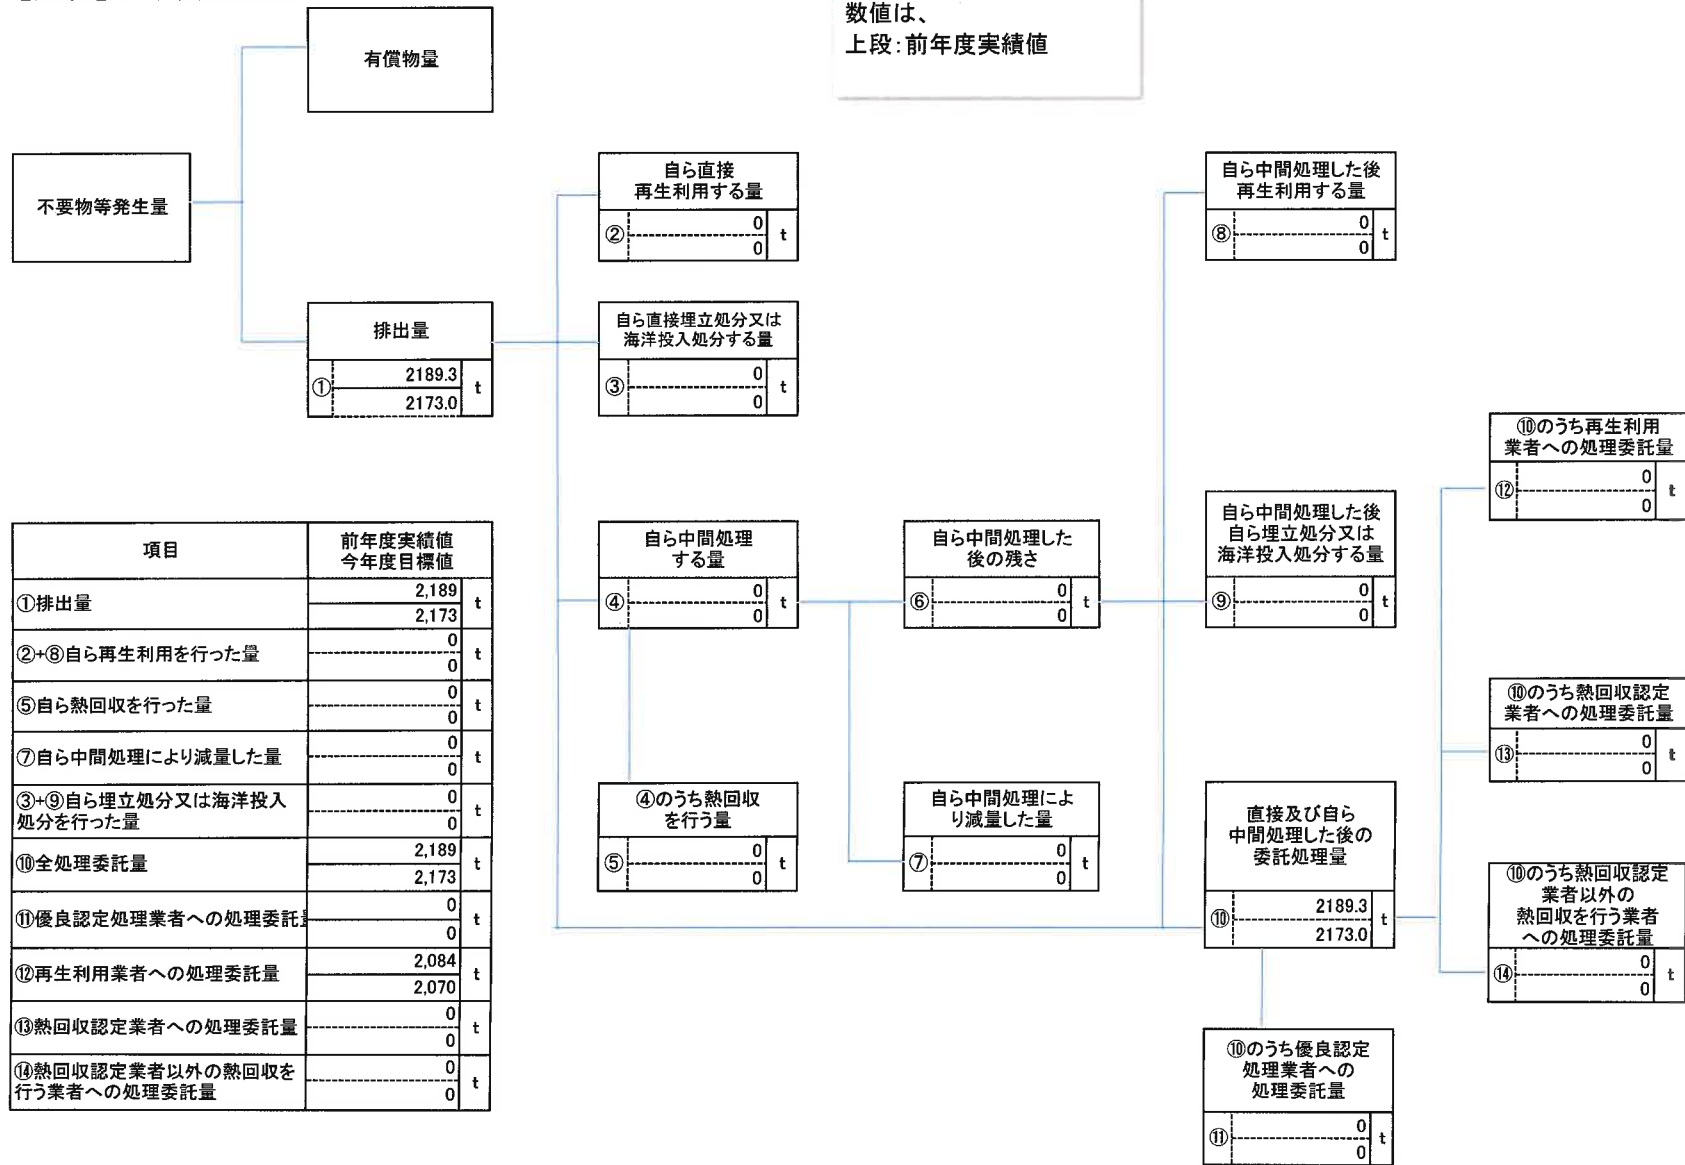 数値は、
上段:前年度実績値
有償物量
不要物等発生量
排出量
① 2189.3 t
2173.0
自ら直接
再生利用する量
② 0 t
0
自ら直接埋立処分又は
海洋投入処分する量
③ 0 t
0
自ら中間処理
する量
④ 0 t
0
④のうち熱回収
を行う量
⑤ 0 t
0
自ら中間処理した
後の残さ
⑥ 0 t
0
自ら中間処理によ
り減量した量
⑦ 0 t
0
自ら中間処理した後
再生利用する量
⑧ 0 t
0
自ら中間処理した後
自ら埋立処分又は
海洋投入処分する量
⑨ 0 t
0
直接及び自ら
中間処理した後の
委託処理量
⑩ 2189.3 t
2173.0
⑩のうち優良認定
処理業者への
処理委託量
⑪ 0 t
0
⑩のうち再生利用
業者への処理委託量
⑫ 0 t
0
⑩のうち熱回収認定
業者への処理委託量
⑬ 0 t
0
⑩のうち熱回収認定
業者以外の
熱回収を行う業者
への処理委託量
⑭ 0 t
0
項目 前年度実績値
今年度目標値
①排出量 2,189 t
2,173
②+⑧自ら再生利用を行った量 0 t
0
⑤自ら熱回収を行った量 0 t
0
⑦自ら中間処理により減量した量 0 t
0
③+⑨自ら埋立処分又は海洋投入
処分を行った量 0 t
0
⑩全処理委託量 2,189 t
2,173
⑪優良認定処理業者への処理委託 0 t
0
⑫再生利用業者への処理委託量 2,084 t
2,070
⑬熱回収認定業者への処理委託量 0 t
0
⑭熱回収認定業者以外の熱回収を
行う業者への処理委託量 0 t
0